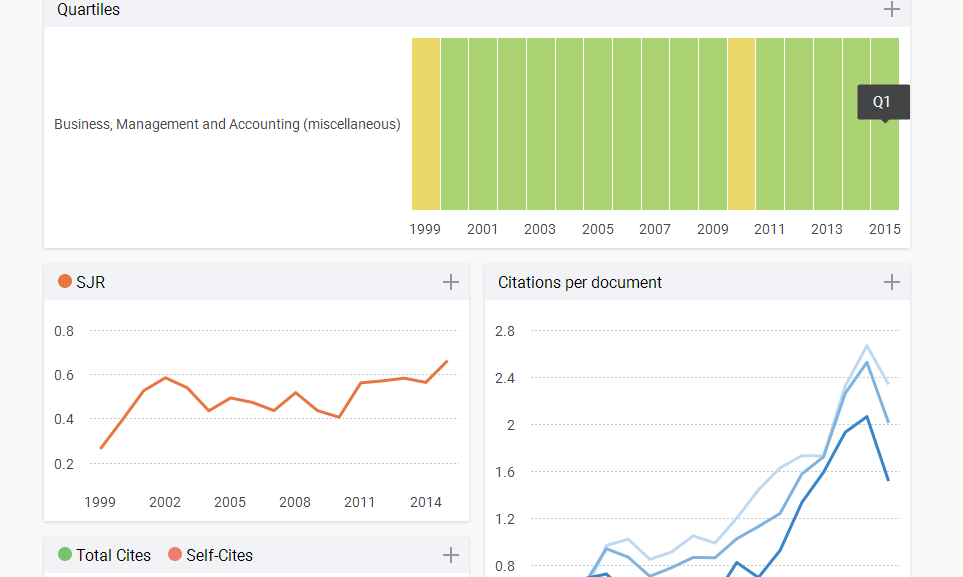 Quartiles
Q1
Business, Management and Accounting (miscellaneous)
1999 2001 2003 2005 2007 2009 2011 2013 2015
SJR
0.8
0.6
0.4
0.2
1999 2002 2005 2008 2011 2014
Citations per document
2.8
2.4
2
1.6
1.2
0.8
Total Cites Self-Cites